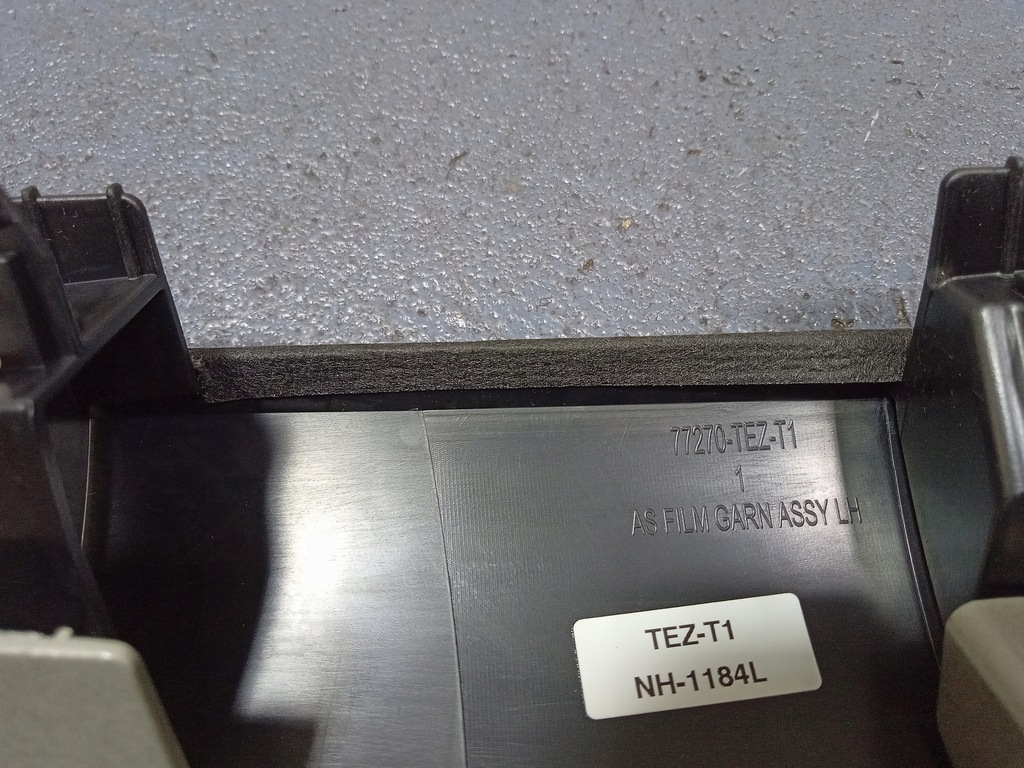 77270-TEZ-T1
1
AS FILM GARN ASSY LH
TEZ-T1
NH-1184L